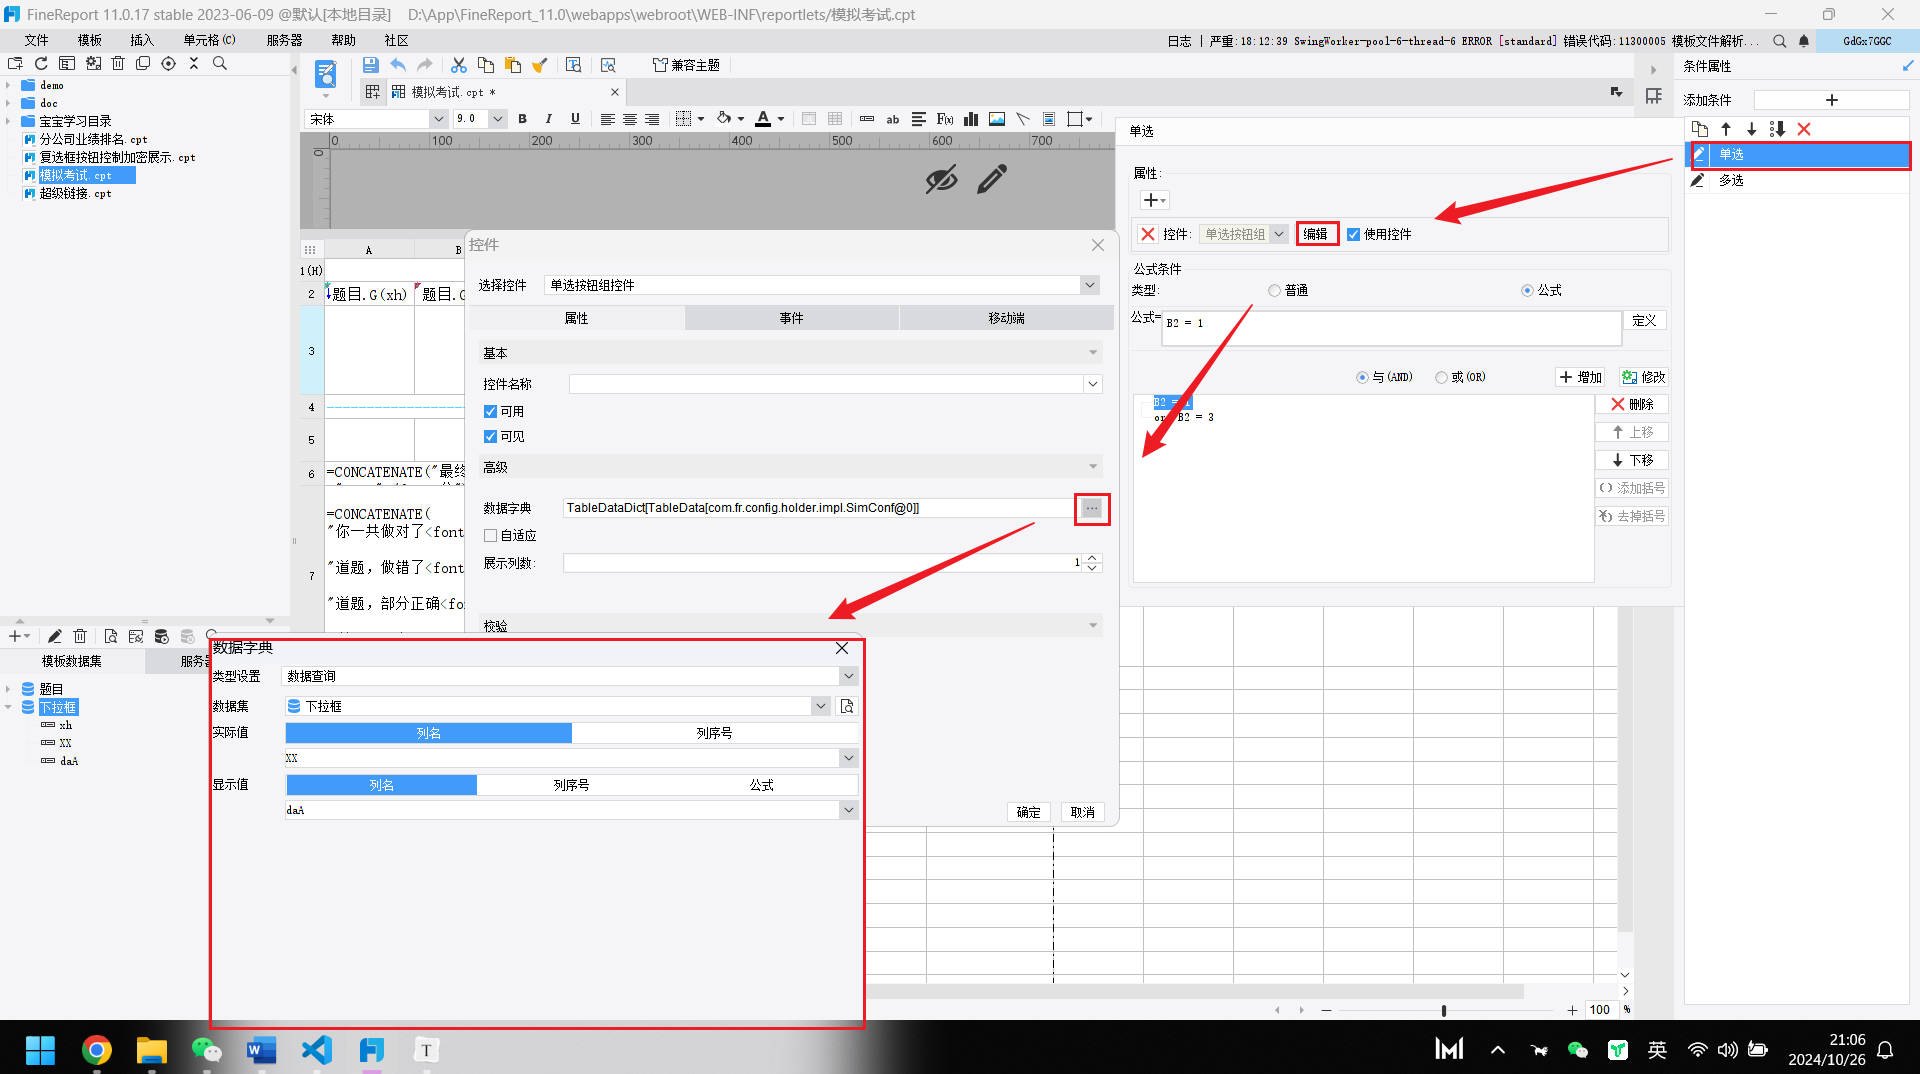 FineReport 11.0.17 stable 2023-06-09 @默认[本地目录] D:\App\FineReport_11.0\webapps\webroot\WEB-INF\reportlets/模拟考试.cpt
文件 模板 插入 单元格(C) 服务器 帮助 社区
日志 | 严重:18:12:39 SwingWorker-pool-6-thread-6 ERROR [standard] 错误代码:11300005 模板文件解析... GdGx7GGC
demo
doc
宝宝学习目录
分公司业绩排名.cpt
复选框按钮控制加密展示.cpt
模拟考试.cpt
超级链接.cpt
兼容主题
模拟考试.cpt *
宋体 9.0 B I U A ab F(x)
0 100 200 300 400 500 600 700
0
A B
1(H)
2 题目.G(xh) 题目.G
3
4
5
6 =CONCATENATE("最终
7 =CONCATENATE(
"你一共做对了<font
"道题, 做错了<font
"道题, 部分正确<fo
控件
选择控件 单选按钮组控件
属性 事件 移动端
基本
控件名称
可用
可见
高级
数据字典 TableDataDict[TableData[com.fr.config.holder.impl.SimConf@0]] ...
自适应
展示列数: 1
校验
确定 取消
数据字典
类型设置 数据查询
数据集 下拉框
实际值 列名 列序号
XX
显示值 列名 列序号 公式
daA
模板数据集 服务器
题目
下拉框
xh
XX
daA
单选
属性:
控件: 单选按钮组 编辑 使用控件
公式条件
类型: 普通 公式
公式= B2 = 1 定义
与(AND) 或(OR) 增加 修改
B2 =
or B2 = 3
删除
上移
下移
添加括号
去掉括号
条件属性
添加条件
单选
多选
100 %
英
21:06
2024/10/26